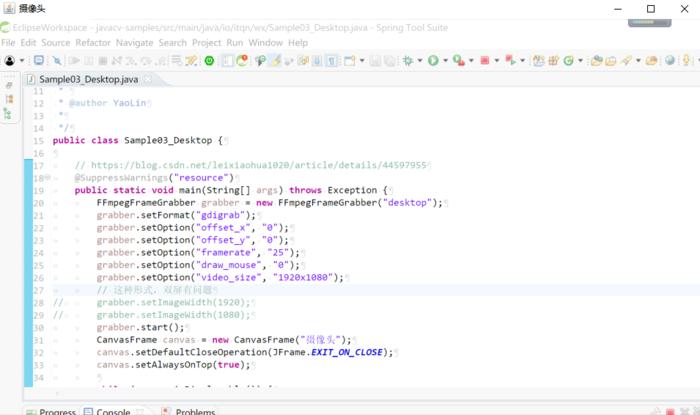 摄像头
EclipseWorkspace - javacv-samples/src/main/java/io/itqn/wx/Sample03_Desktop.java - Spring Tool Suite
File Edit Source Refactor Navigate Search Project Run Window Help
Sample03_Desktop.java
11 *
12 * @author YaoLin
13 *
14 */
15 public class Sample03_Desktop {
16
17 // https://blog.csdn.net/leixiaohua1020/article/details/44597955
18 @SuppressWarnings("resource")
19 public static void main(String[] args) throws Exception {
20 FFmpegFrameGrabber grabber = new FFmpegFrameGrabber("desktop");
21 grabber.setFormat("gdigrab");
22 grabber.setOption("offset_x", "0");
23 grabber.setOption("offset_y", "0");
24 grabber.setOption("framerate", "25");
25 grabber.setOption("draw_mouse", "0");
26 grabber.setOption("video_size", "1920x1080");
27 // 这种形式，双屏有问题
28 // grabber.setImageWidth(1920);
29 // grabber.setImageWidth(1080);
30 grabber.start();
31 CanvasFrame canvas = new CanvasFrame("摄像头");
32 canvas.setDefaultCloseOperation(JFrame.EXIT_ON_CLOSE);
33 canvas.setAlwaysOnTop(true);
34
Progress Console Problems